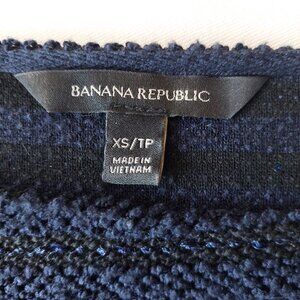 BANANA REPUBLIC
XS/TP
MADE IN
VIETNAM